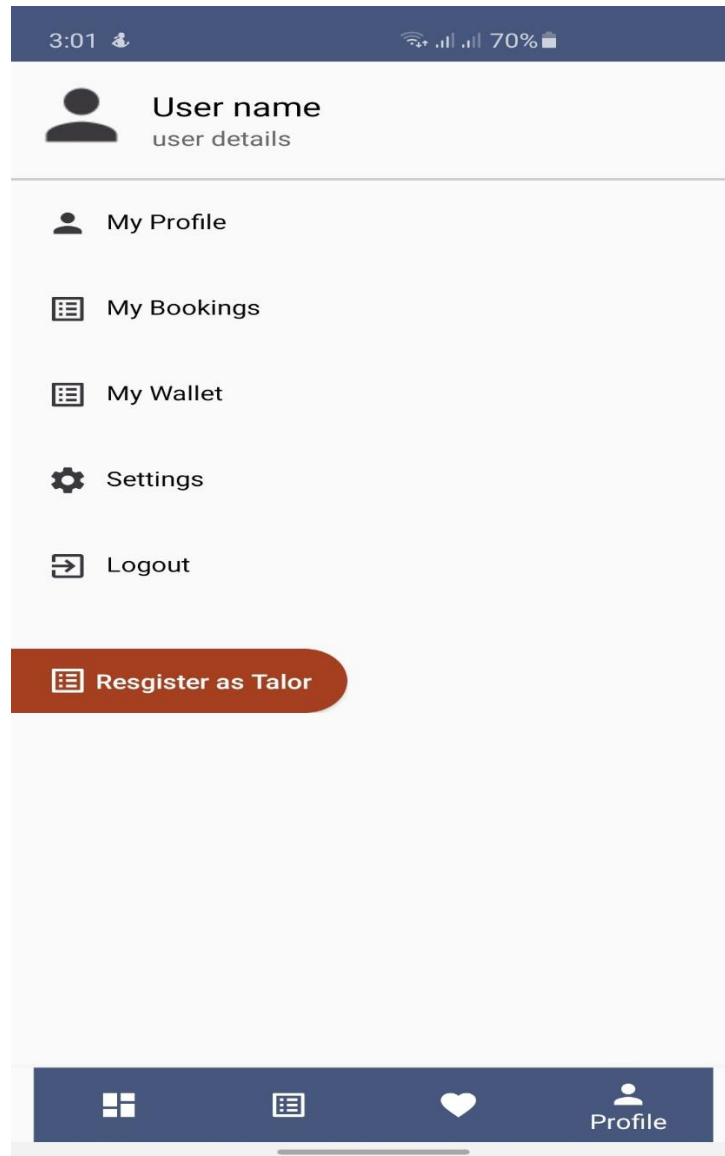 3:01 70%
User name
user details
My Profile
My Bookings
My Wallet
Settings
Logout
Resgister as Talor
Profile